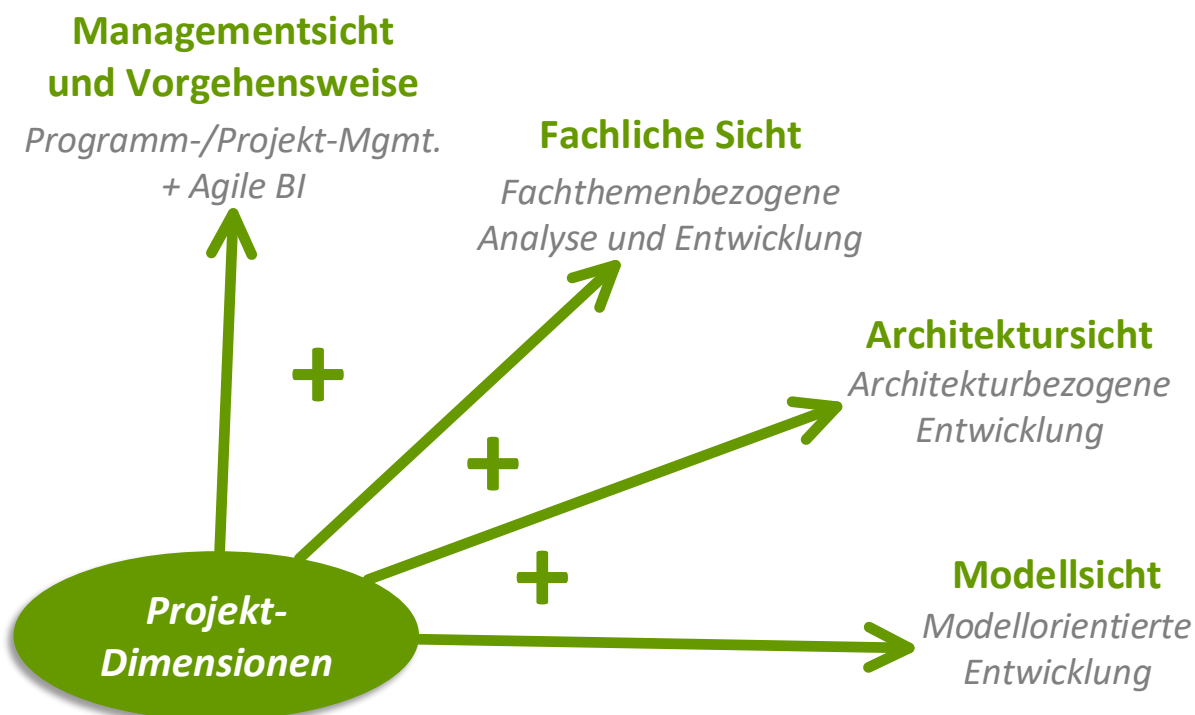 Managementsicht
und Vorgehensweise
Programm-/Projekt-Mgmt.
+ Agile BI
Fachliche Sicht
Fachthemenbezogene
Analyse und Entwicklung
Architektursicht
Architekturbezogene
Entwicklung
Modellsicht
Modellorientierte
Entwicklung
+
+
+
Projekt-
Dimensionen